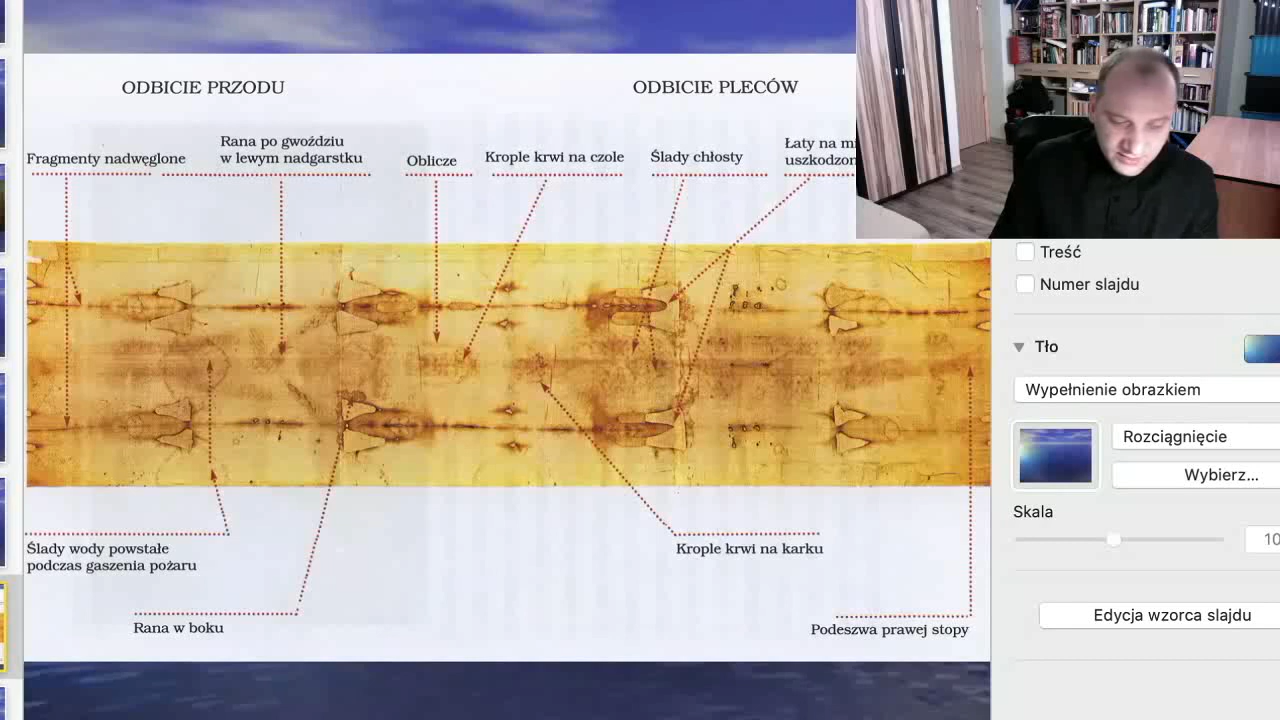 ODBICIE PRZODU
ODBICIE PLECÓW
Fragmenty nadwęglone
Rana po gwoździu
w lewym nadgarstku
Oblicze
Krople krwi na czole
Ślady chłosty
Łaty na
Ślady wody powstałe
podczas gaszenia pożaru
Rana w boku
Krople krwi na karku
Podeszwa prawej stopy
Treść
Numer slajdu
Tło
Wypełnienie obrazkiem
Rozciągnięcie
Wybierz...
Skala
Edycja wzorca slajdu